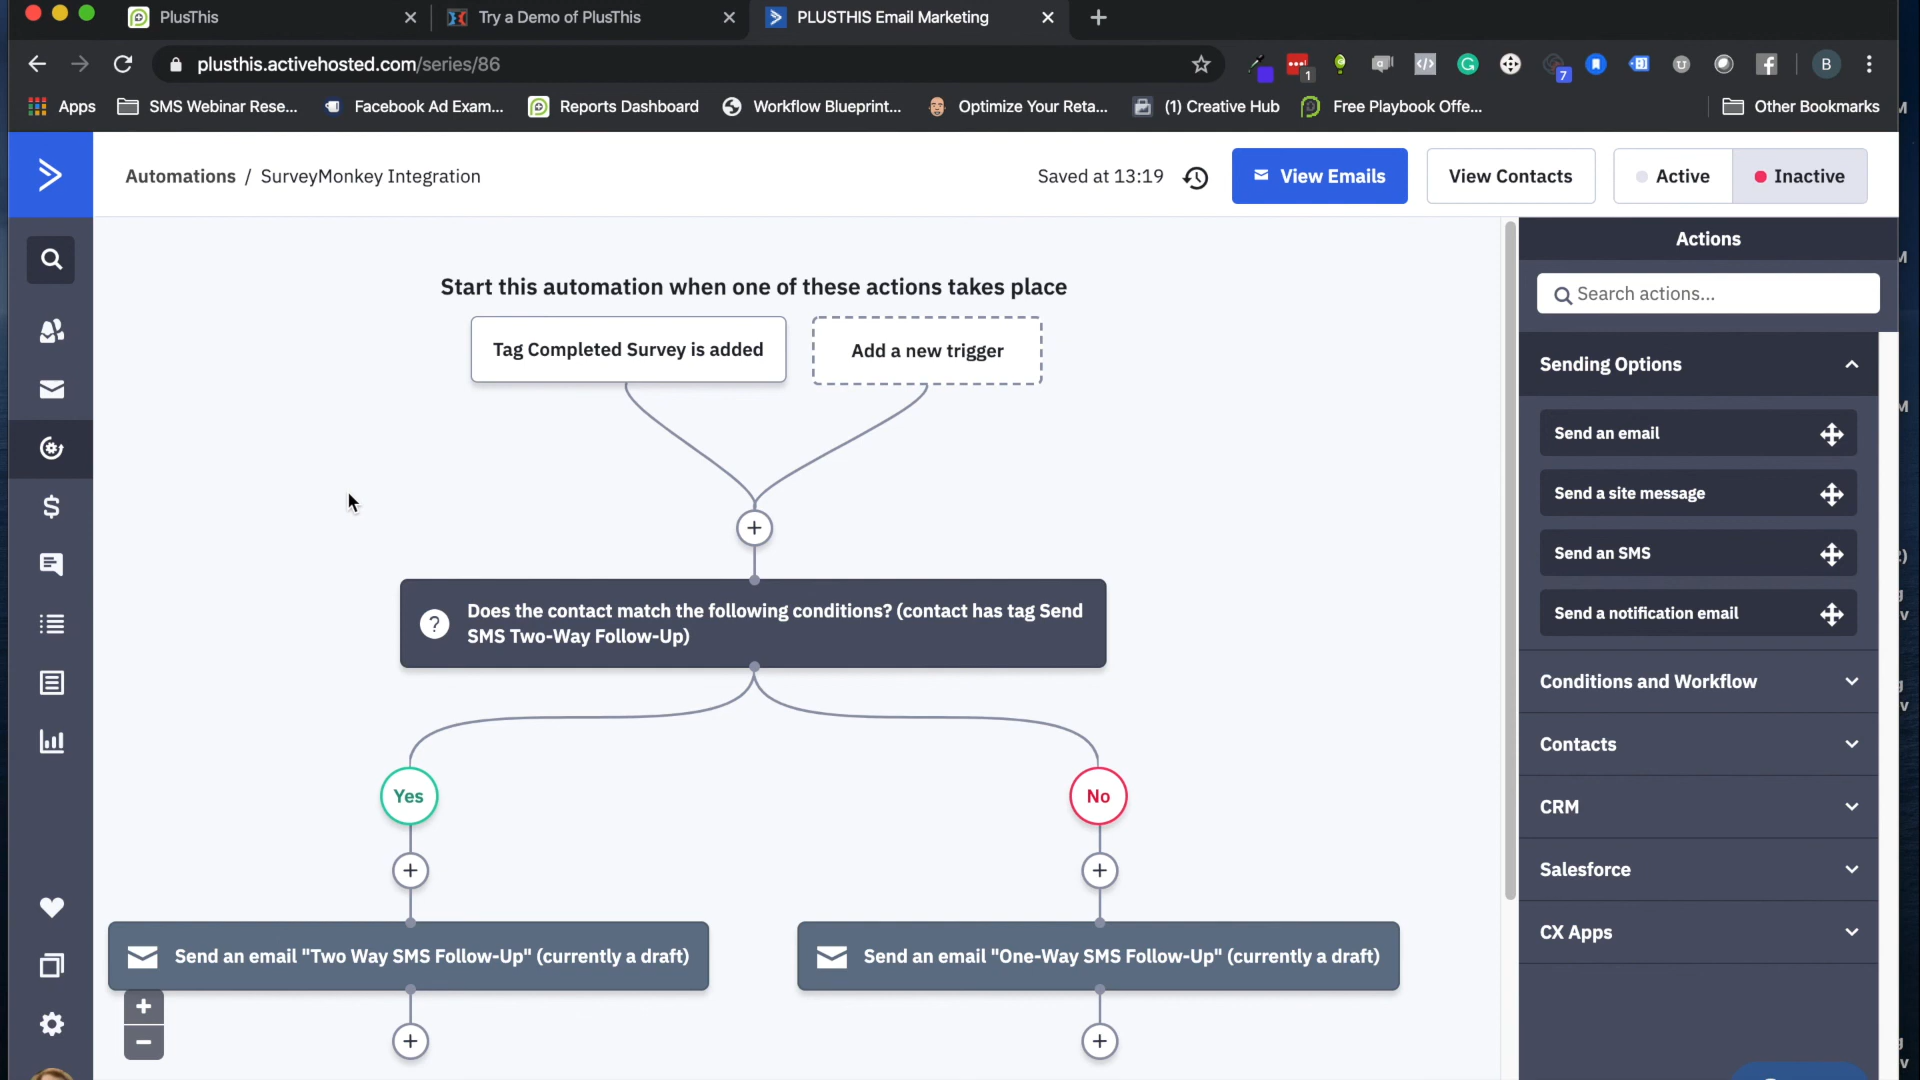 PlusThis
Try a Demo of PlusThis
PLUSTHIS Email Marketing
plusthis.activehosted.com/series/86
1
7
B
Apps
SMS Webinar Rese...
Facebook Ad Exam...
Reports Dashboard
Workflow Blueprint...
Optimize Your Reta...
(1) Creative Hub
Free Playbook Offe...
Other Bookmarks
Automations / SurveyMonkey Integration
Saved at 13:19
View Emails
View Contacts
Active
Inactive
Start this automation when one of these actions takes place
Tag Completed Survey is added
Add a new trigger
Does the contact match the following conditions? (contact has tag Send
SMS Two-Way Follow-Up)
Yes
No
Send an email "Two Way SMS Follow-Up" (currently a draft)
Send an email "One-Way SMS Follow-Up" (currently a draft)
Actions
Search actions...
Sending Options
Send an email
Send a site message
Send an SMS
Send a notification email
Conditions and Workflow
Contacts
CRM
Salesforce
CX Apps